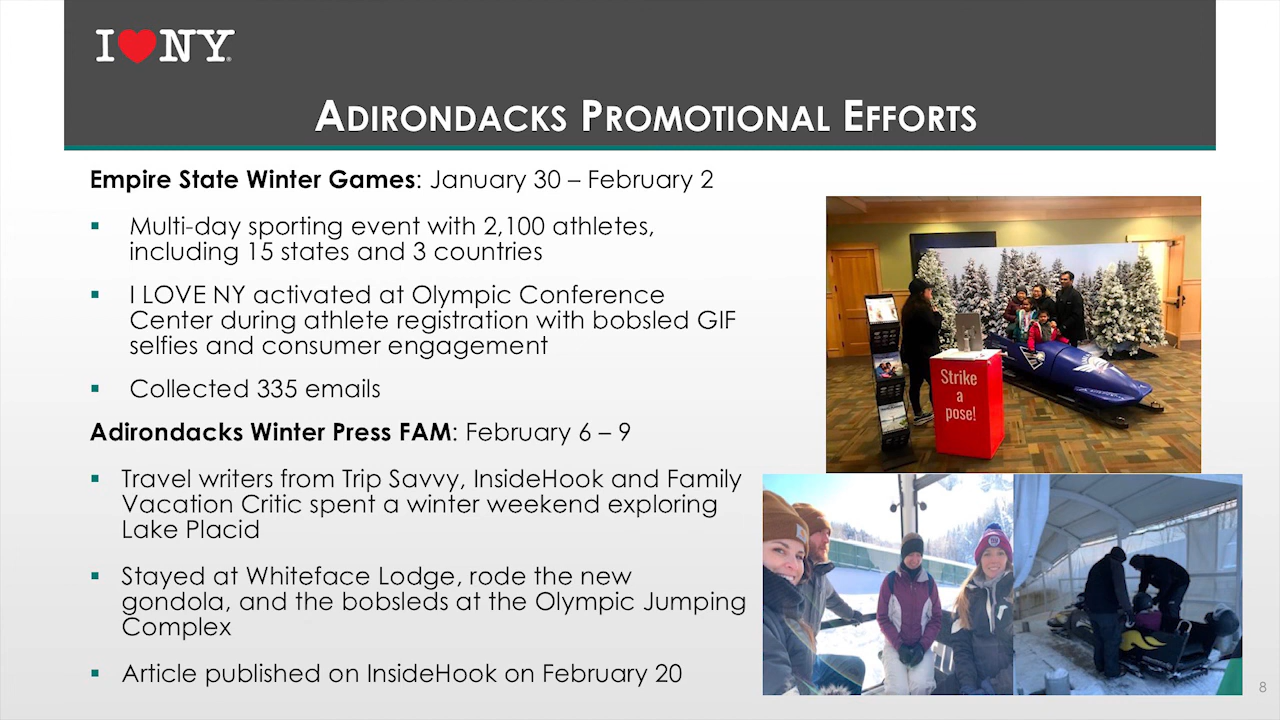 I ♥ NY®
ADIRONDACKS PROMOTIONAL EFFORTS
Empire State Winter Games: January 30 – February 2
▪ Multi-day sporting event with 2,100 athletes,
including 15 states and 3 countries
▪ I LOVE NY activated at Olympic Conference
Center during athlete registration with bobsled GIF
selfies and consumer engagement
▪ Collected 335 emails
Adirondacks Winter Press FAM: February 6 – 9
▪ Travel writers from Trip Savvy, InsideHook and Family
Vacation Critic spent a winter weekend exploring
Lake Placid
▪ Stayed at Whiteface Lodge, rode the new
gondola, and the bobsleds at the Olympic Jumping
Complex
▪ Article published on InsideHook on February 20
Strike
a
pose!
8